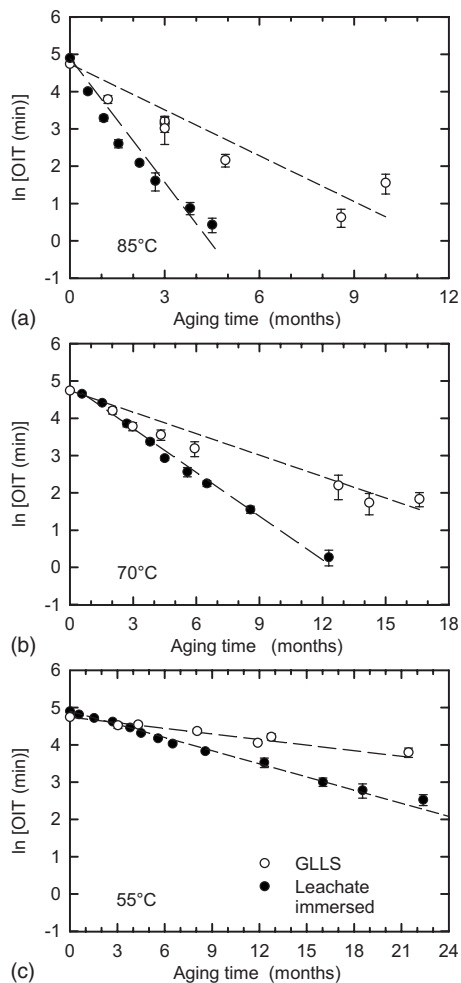 6
5
4
3
2
1
0
-1
ln [OIT (min)]
85°C
0 3 6 9 12
(a) Aging time (months)
6
5
4
3
2
1
0
-1
ln [OIT (min)]
70°C
0 3 6 9 12 15 18
(b) Aging time (months)
6
5
4
3
2
1
0
-1
ln [OIT (min)]
GLLS
Leachate
immersed
55°C
0 3 6 9 12 15 18 21 24
(c) Aging time (months)